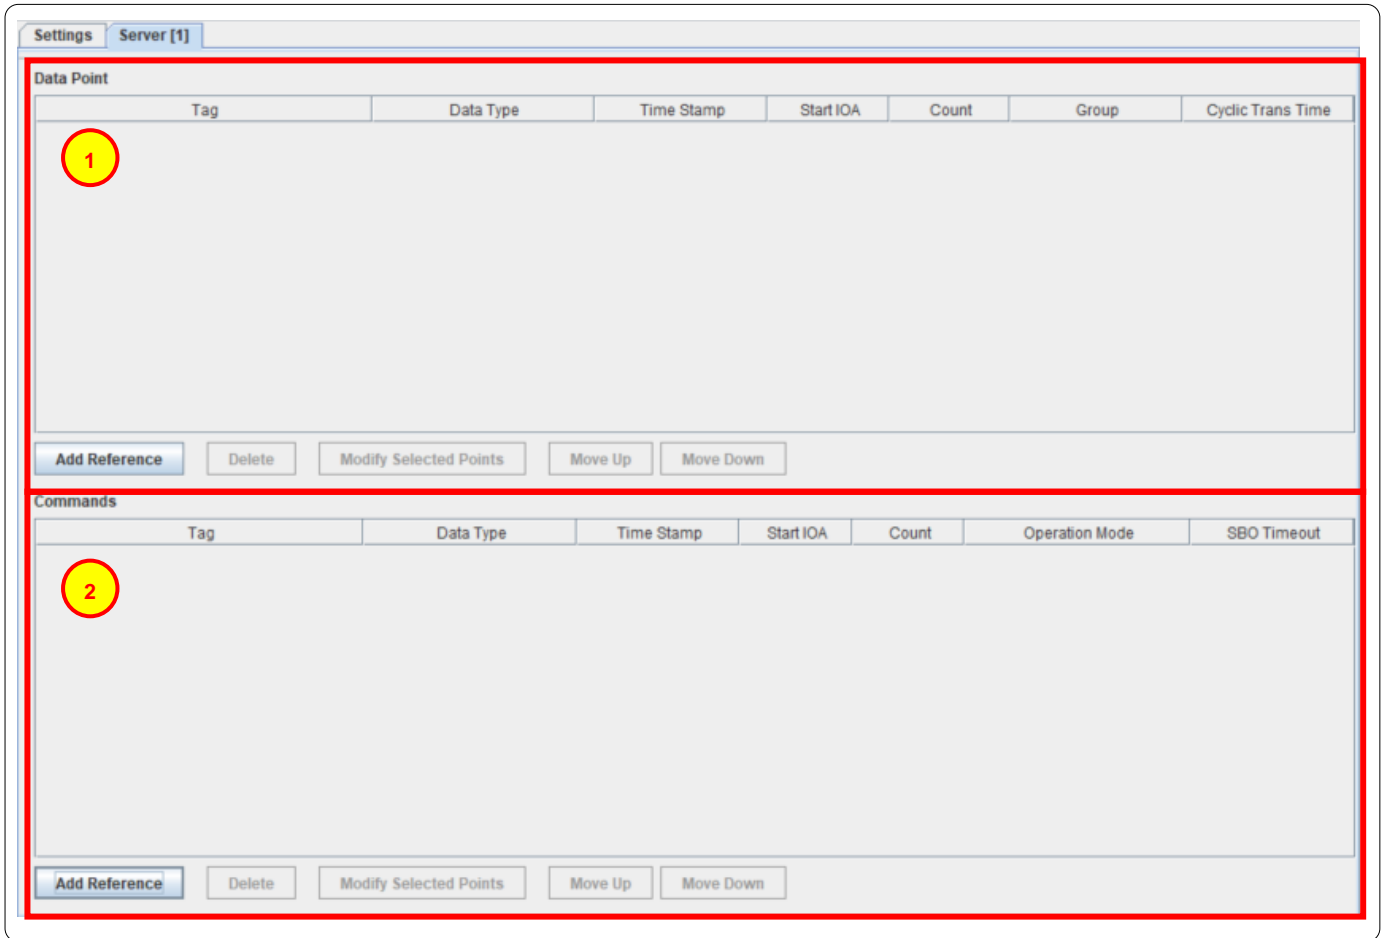 Settings Server [1]
Data Point
Tag Data Type Time Stamp Start IOA Count Group Cyclic Trans Time
1
Add Reference Delete Modify Selected Points Move Up Move Down
Commands
Tag Data Type Time Stamp Start IOA Count Operation Mode SBO Timeout
2
Add Reference Delete Modify Selected Points Move Up Move Down